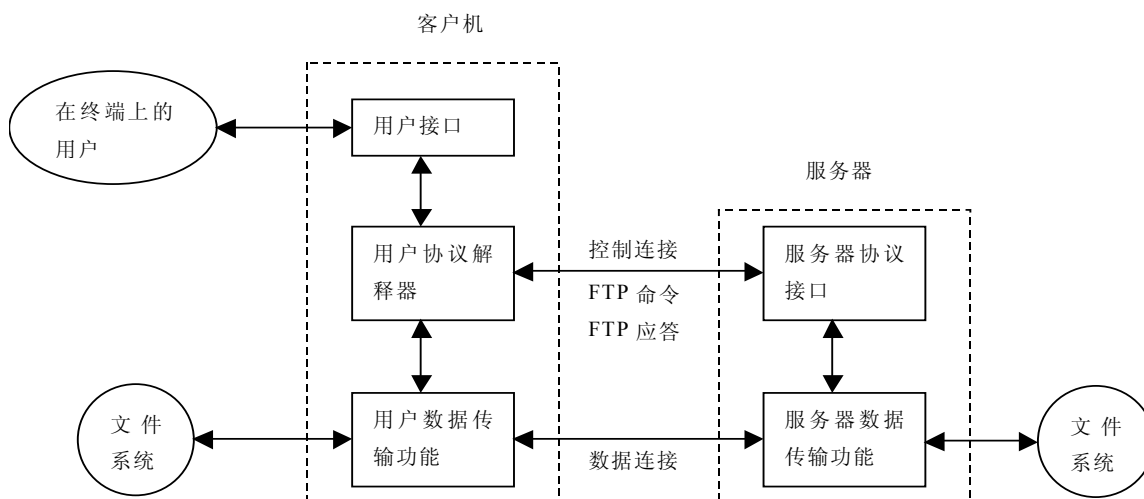 客户机
在终端上的
用户
用户接口
服务器
用户协议解
释器
控制连接
FTP 命令
FTP 应答
服务器协议
接口
文件
系统
用户数据传
输功能
数据连接
服务器数据
传输功能
文件
系统